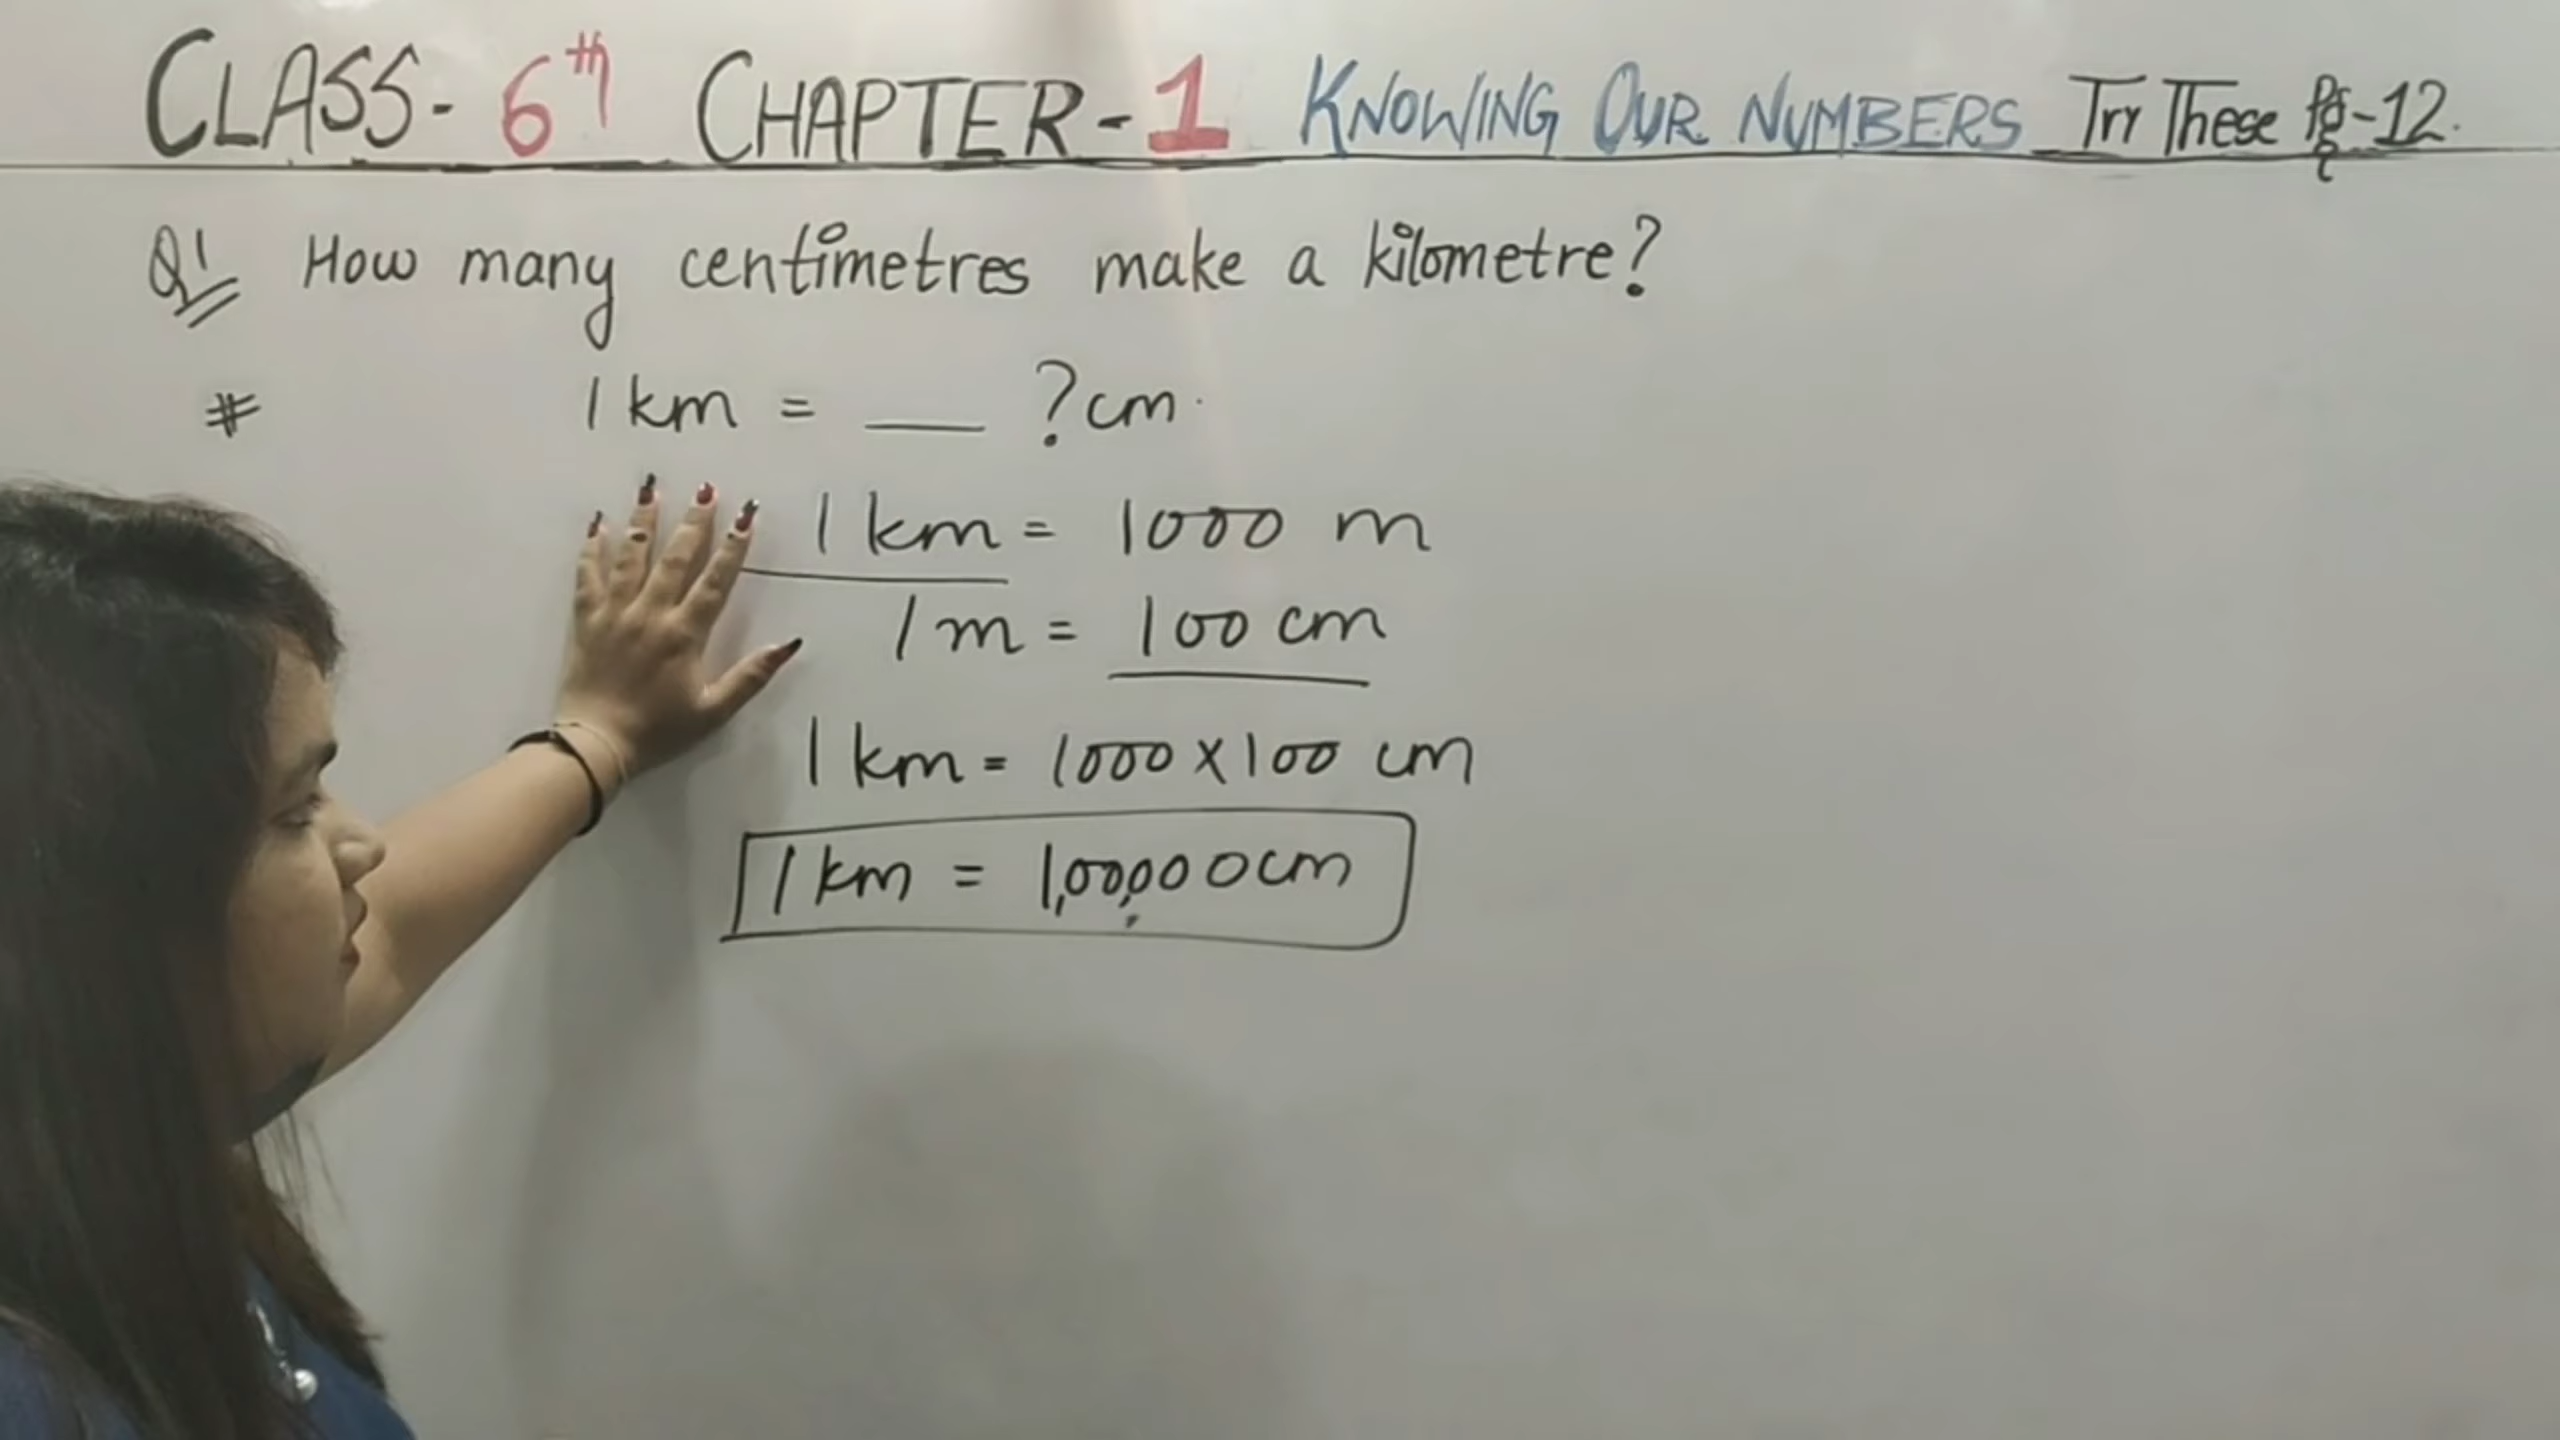 CLASS- 6th CHAPTER-1 KNOWING OUR NUMBERS Try These Pg-12.
Q1 How many centimetres make a kilometre?
# 1 km = __ ? cm.
1 km = 1000 m
1 m = 100 cm
1 km = 1000 x 100 cm
1 km = 1,00,000 cm